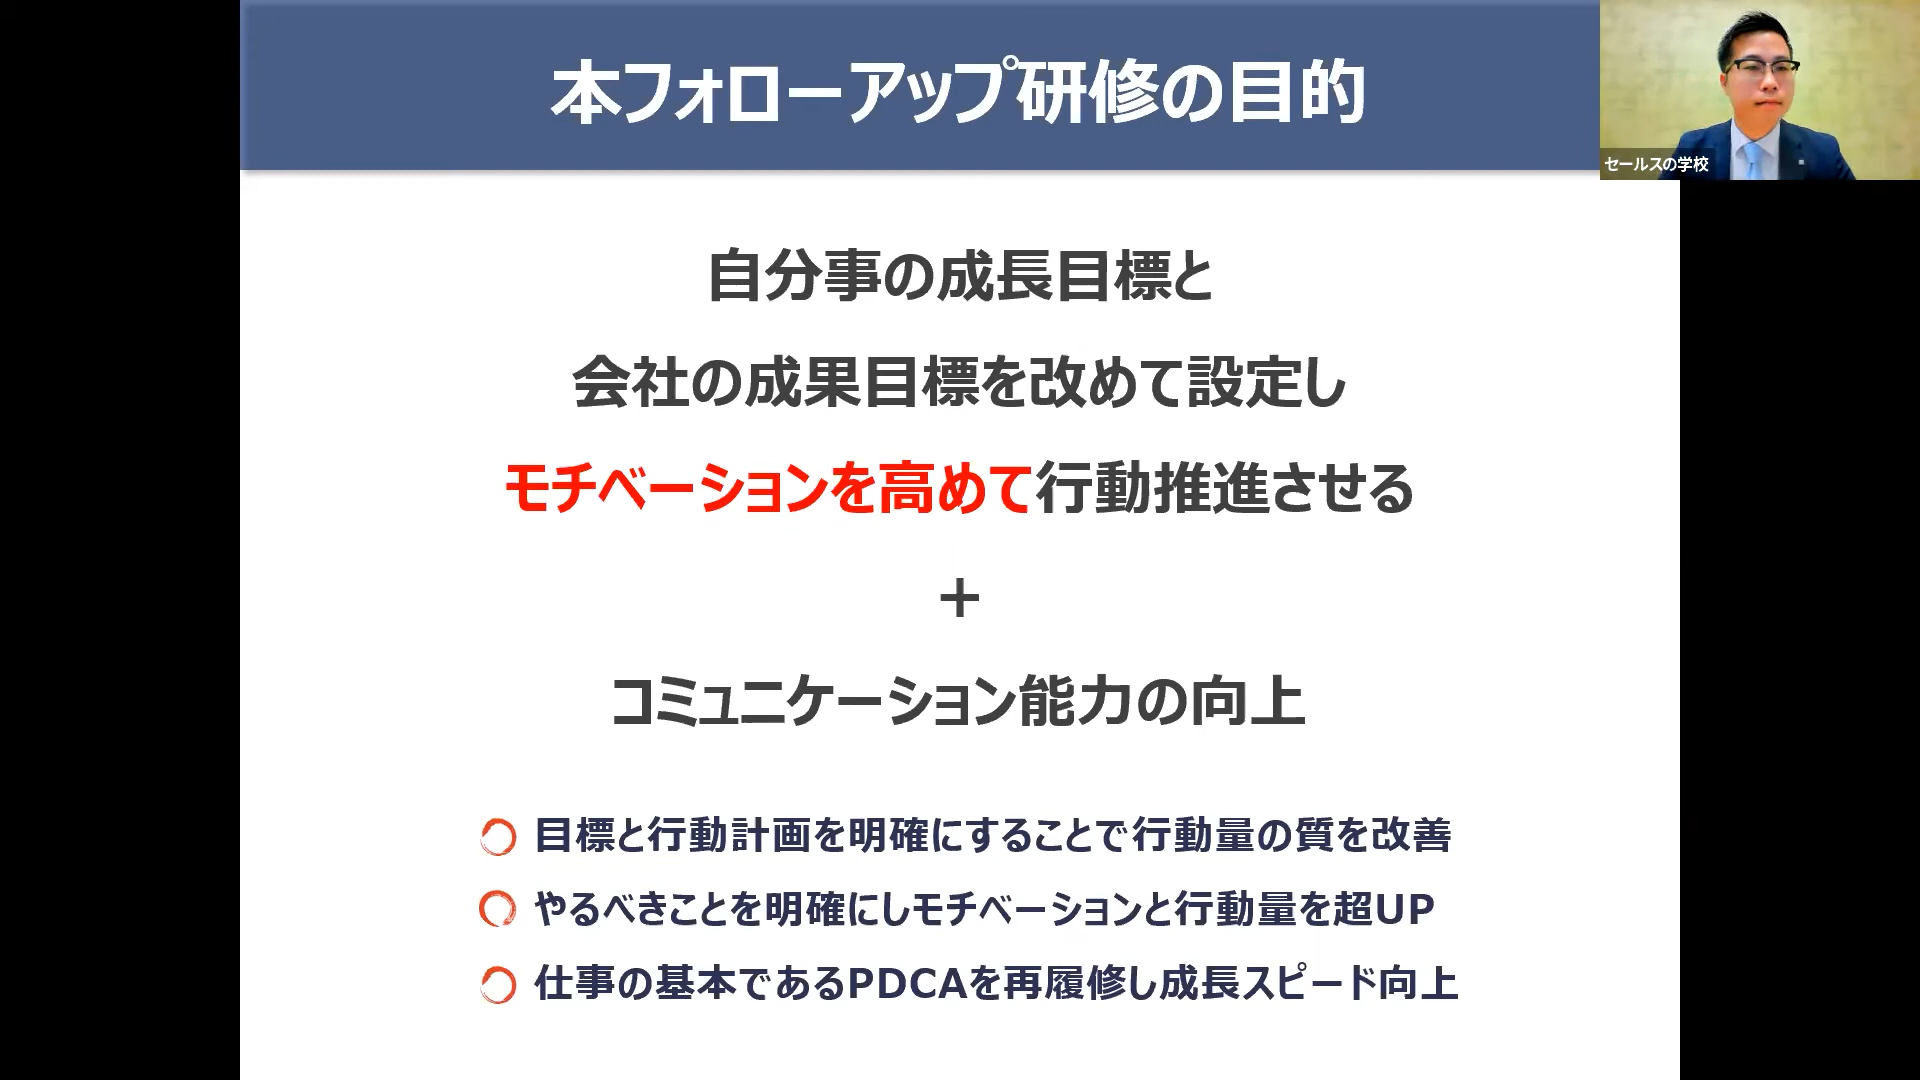 本フォローアップ研修の目的
セールスの学校
自分事の成長目標と
会社の成果目標を改めて設定し
モチベーションを高めて行動推進させる
+
コミュニケーション能力の向上
目標と行動計画を明確にすることで行動量の質を改善
やるべきことを明確にしモチベーションと行動量を超UP
仕事の基本であるPDCAを再履修し成長スピード向上